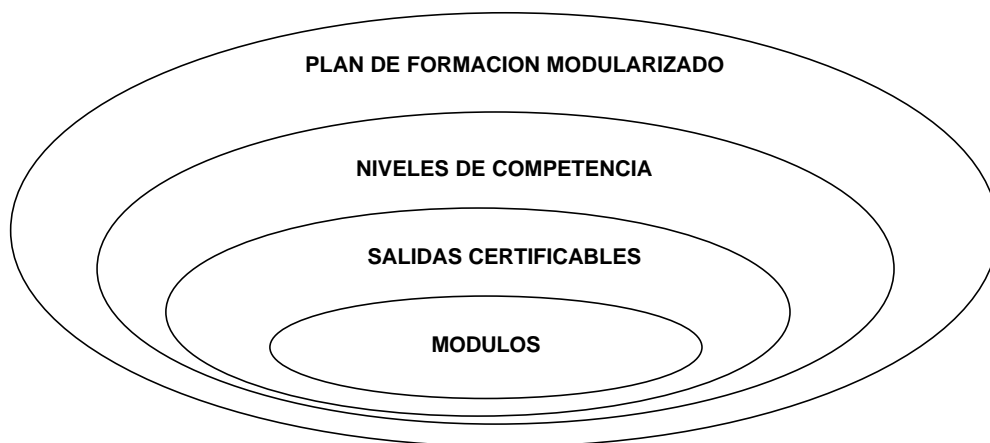 PLAN DE FORMACION MODULARIZADO
NIVELES DE COMPETENCIA
SALIDAS CERTIFICABLES
MODULOS